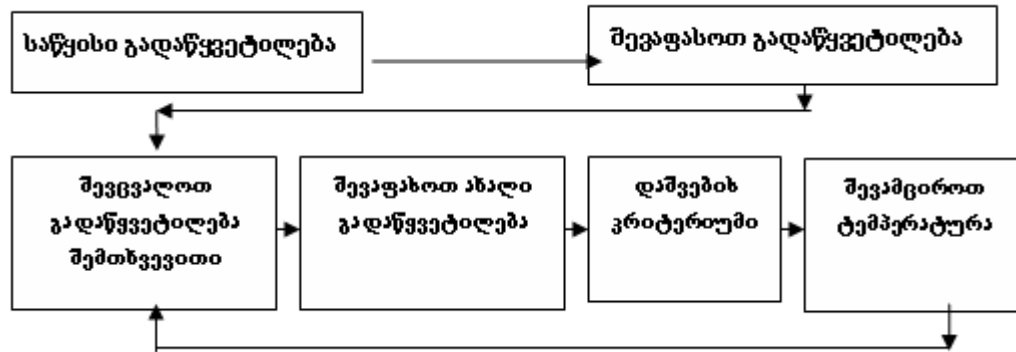 საწყისი გადაწყვეტილება
შევაფასოთ გადაწყვეტილება
შევცვალოთ
გადაწყვეტილება
შემთხვევითი
შევაფასოთ ახალი
გადაწყვეტილება
დაშვების
კრიტერიუმი
შევამციროთ
ტემპერატურა